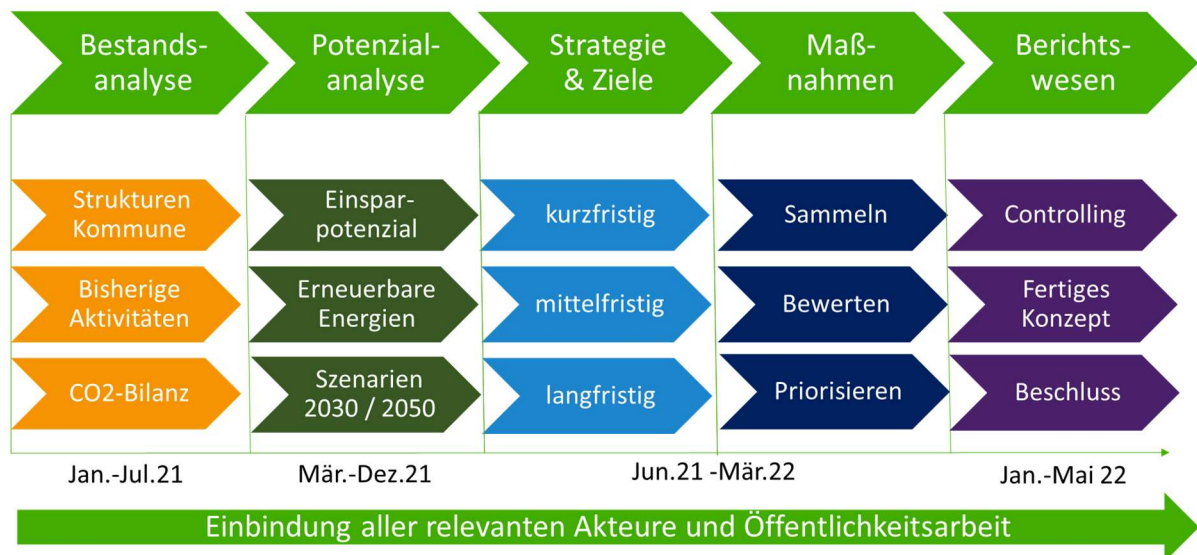 Bestands-
analyse
Potenzial-
analyse
Strategie
& Ziele
Maß-
nahmen
Berichts-
wesen
Strukturen
Kommune
Einspar-
potenzial
kurzfristig
Sammeln
Controlling
Bisherige
Aktivitäten
Erneuerbare
Energien
mittelfristig
Bewerten
Fertiges
Konzept
CO2-Bilanz
Szenarien
2030 / 2050
langfristig
Priorisieren
Beschluss
Jan.-Jul.21
Mär.-Dez.21
Jun.21 -Mär.22
Jan.-Mai 22
Einbindung aller relevanten Akteure und Öffentlichkeitsarbeit